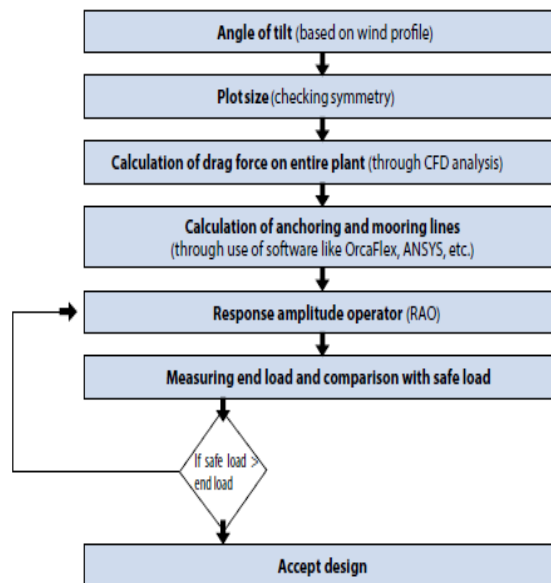 Angle of tilt (based on wind profile)
Plot size (checking symmetry)
Calculation of drag force on entire plant (through CFD analysis)
Calculation of anchoring and mooring lines
(through use of software like OrcaFlex, ANSYS, etc.)
Response amplitude operator (RAO)
Measuring end load and comparison with safe load
If safe load >
end load
Accept design